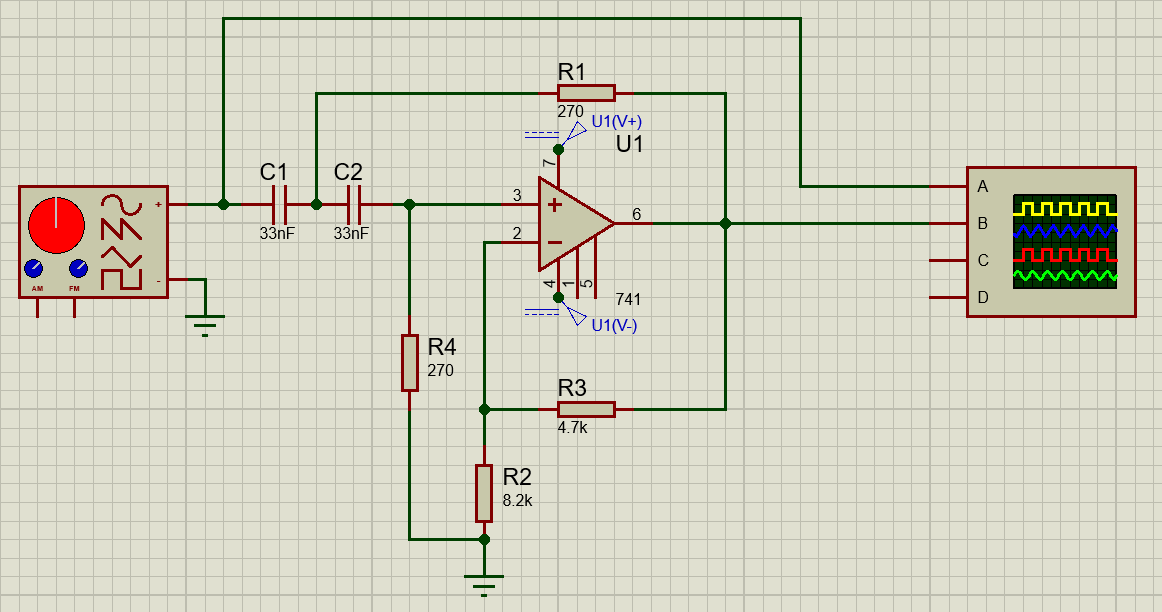 R1
270
U1(V+)
U1
7
C1
C2
33nF
33nF
+
-
AM
FM
3
2
6
4
1
5
741
U1(V-)
A
B
C
D
R4
270
R3
4.7k
R2
8.2k